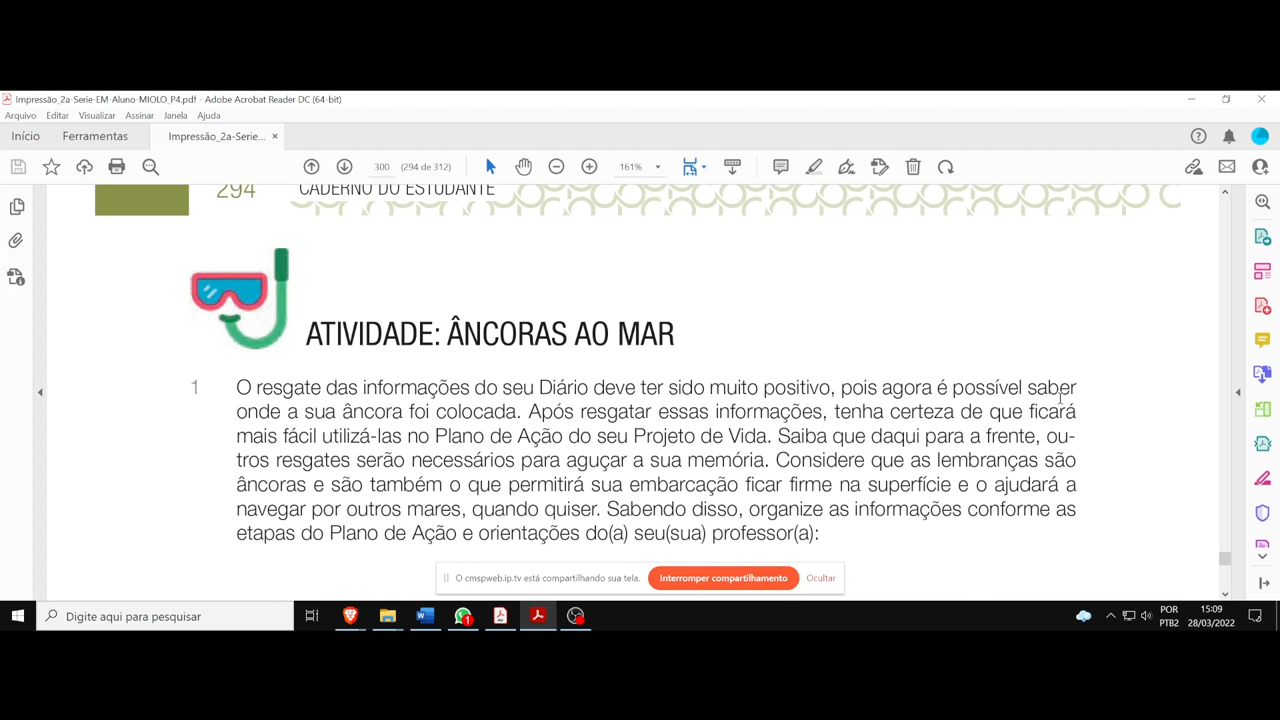 Impressão_2a-Serie-EM-Aluno-MIOLO_P4.pdf - Adobe Acrobat Reader DC (64-bit)
Arquivo Editar Visualizar Assinar Janela Ajuda
Início Ferramentas Impressão_2a-Serie... ×
300 (294 de 312) 161%
294 CADERNO DO ESTUDANTE
ATIVIDADE: ÂNCORAS AO MAR
1 O resgate das informações do seu Diário deve ter sido muito positivo, pois agora é possível saber
onde a sua âncora foi colocada. Após resgatar essas informações, tenha certeza de que ficará
mais fácil utilizá-las no Plano de Ação do seu Projeto de Vida. Saiba que daqui para a frente, ou-
tros resgates serão necessários para aguçar a sua memória. Considere que as lembranças são
âncoras e são também o que permitirá sua embarcação ficar firme na superfície e o ajudará a
navegar por outros mares, quando quiser. Sabendo disso, organize as informações conforme as
etapas do Plano de Ação e orientações do(a) seu(sua) professor(a):
O cmspweb.ip.tv está compartilhando sua tela. Interromper compartilhamento Ocultar
Digite aqui para pesquisar
1
POR 15:09
PTB2 28/03/2022